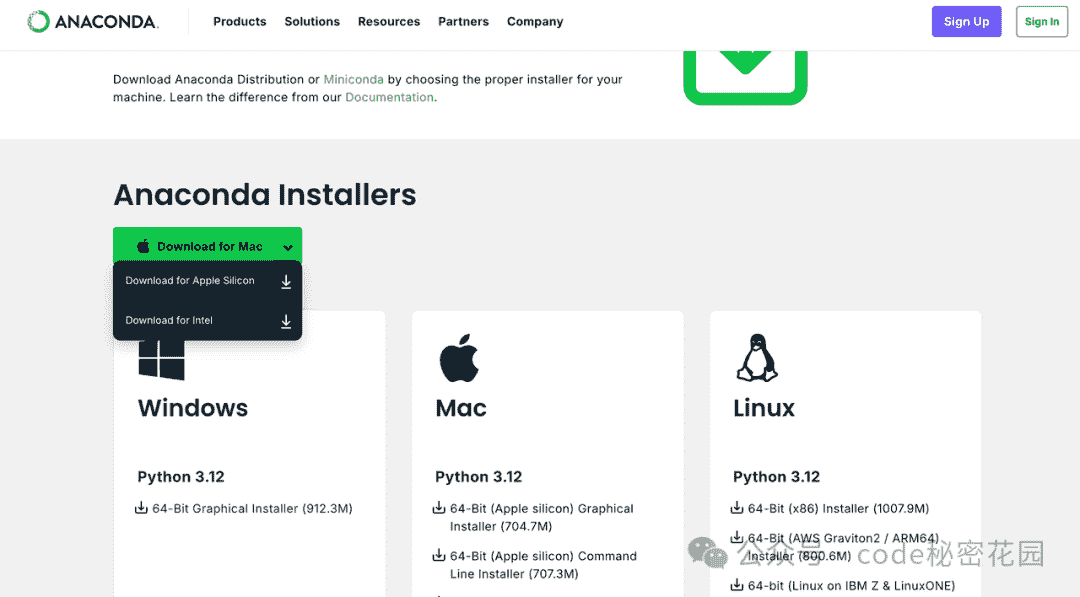 ANACONDA.
Products Solutions Resources Partners Company
Sign Up
Sign In
Download Anaconda Distribution or Miniconda by choosing the proper installer for your
machine. Learn the difference from our Documentation.
Anaconda Installers
Download for Mac
Download for Apple Silicon
Download for Intel
Windows
Python 3.12
64-Bit Graphical Installer (912.3M)
Mac
Python 3.12
64-Bit (Apple silicon) Graphical
Installer (704.7M)
64-Bit (Apple silicon) Command
Line Installer (707.3M)
Linux
Python 3.12
64-Bit (x86) Installer (1007.9M)
64-Bit (AWS Graviton2 / ARM64)
Installer (800.6M)
64-bit (Linux on IBM Z & LinuxONE)
公众号 · code秘密花园